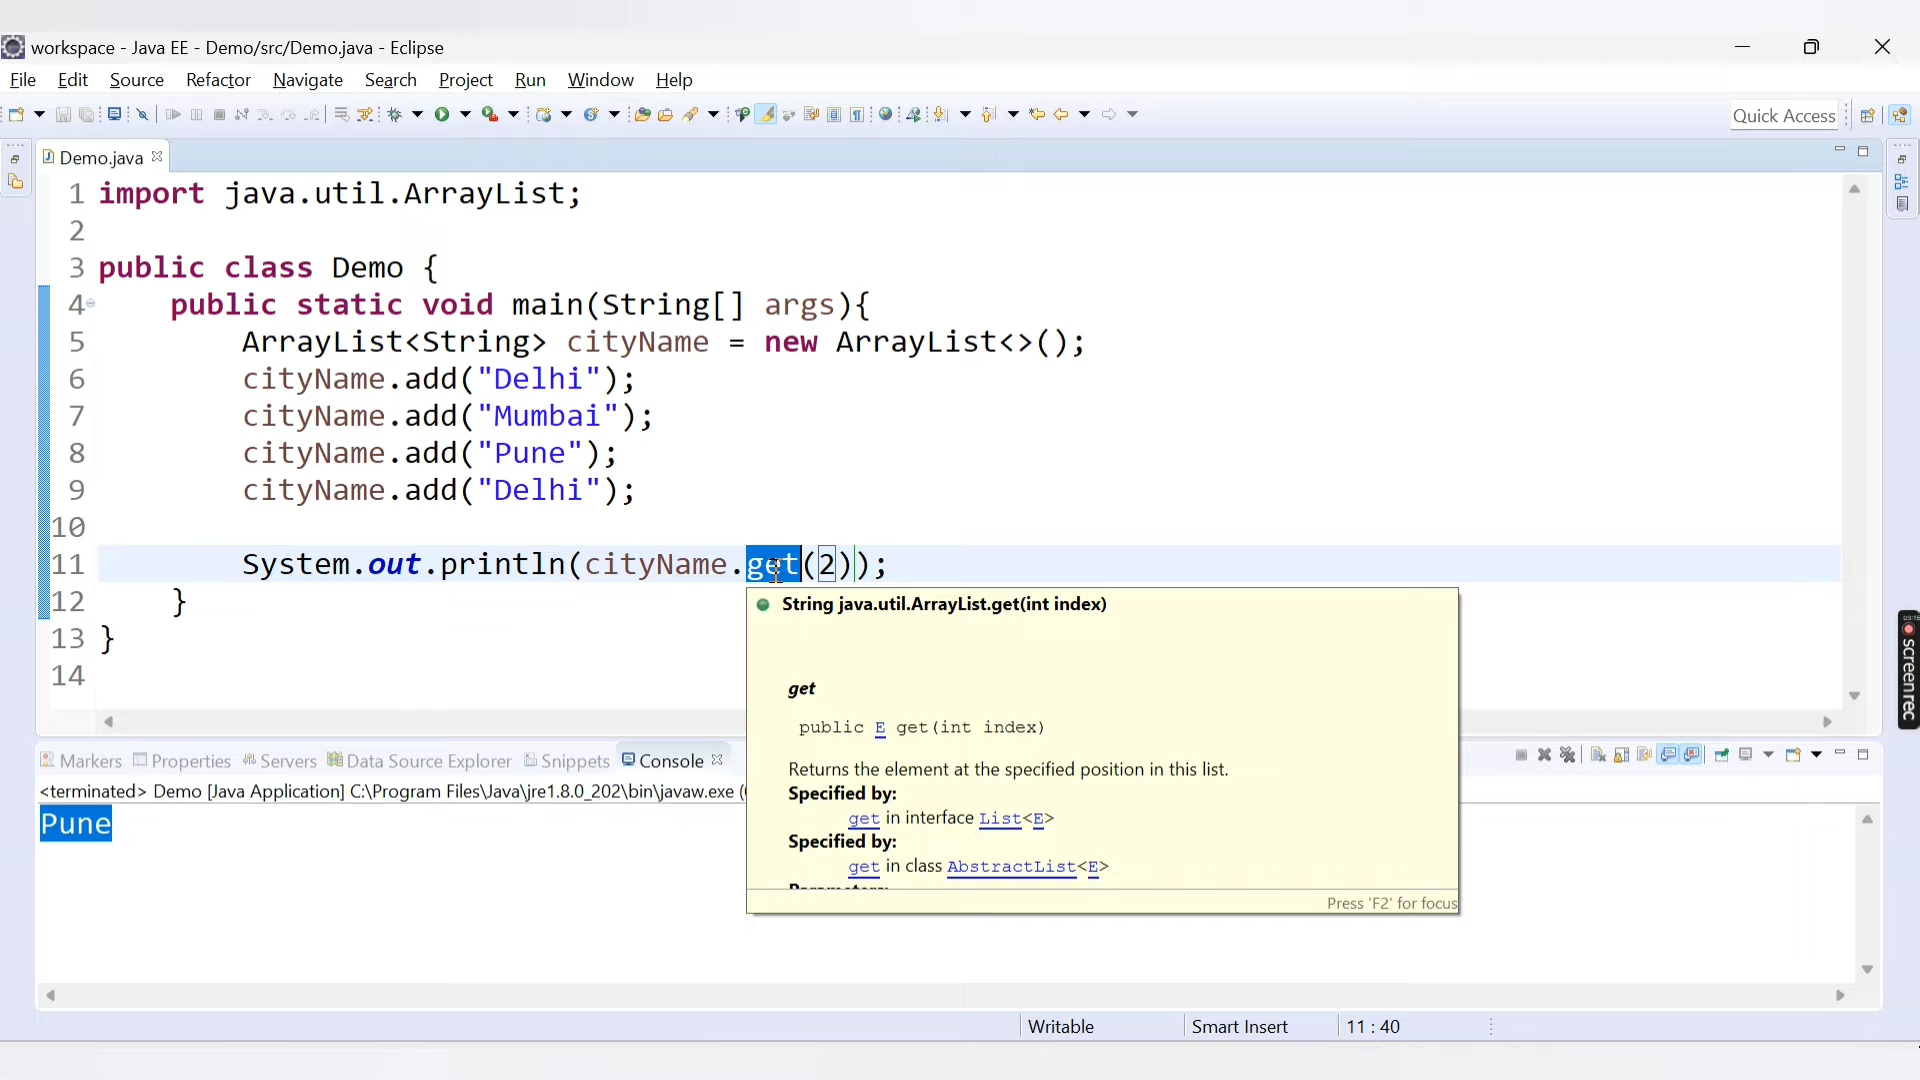 workspace - Java EE - Demo/src/Demo.java - Eclipse
File Edit Source Refactor Navigate Search Project Run Window Help
Quick Access
Demo.java
1 import java.util.ArrayList;
2
3 public class Demo {
4 public static void main(String[] args){
5 ArrayList<String> cityName = new ArrayList<>();
6 cityName.add("Delhi");
7 cityName.add("Mumbai");
8 cityName.add("Pune");
9 cityName.add("Delhi");
10
11 System.out.println(cityName.get(2));
12 }
13 }
14
String java.util.ArrayList.get(int index)
get
public E get(int index)
Returns the element at the specified position in this list.
Specified by:
get in interface List<E>
Specified by:
get in class AbstractList<E>
Parameters:
Press 'F2' for focus
Markers Properties Servers Data Source Explorer Snippets Console
<terminated> Demo [Java Application] C:\Program Files\Java\jre1.8.0_202\bin\javaw.exe (
Pune
Writable Smart Insert 11 : 40
03:15
screenrec